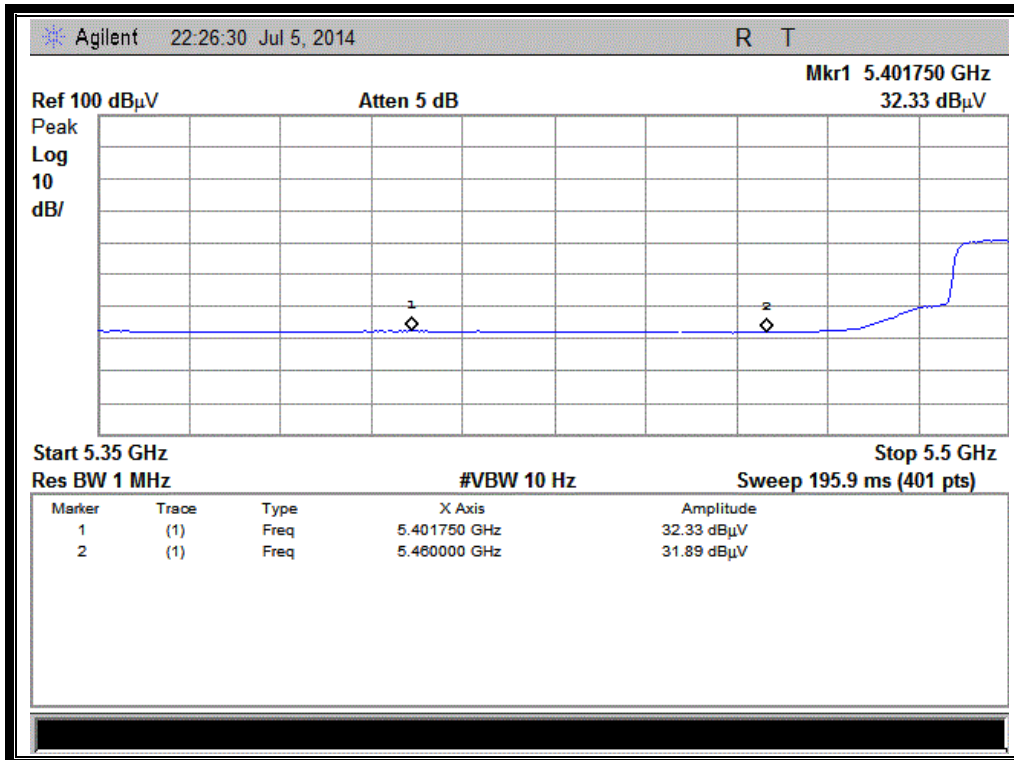 Agilent 22:26:30 Jul 5, 2014 R T
Mkr1 5.401750 GHz
Ref 100 dBµV Atten 5 dB 32.33 dBµV
Peak
Log
10
dB/
1 2
Start 5.35 GHz Stop 5.5 GHz
Res BW 1 MHz #VBW 10 Hz Sweep 195.9 ms (401 pts)
Marker Trace Type X Axis Amplitude
1 (1) Freq 5.401750 GHz 32.33 dBµV
2 (1) Freq 5.460000 GHz 31.89 dBµV